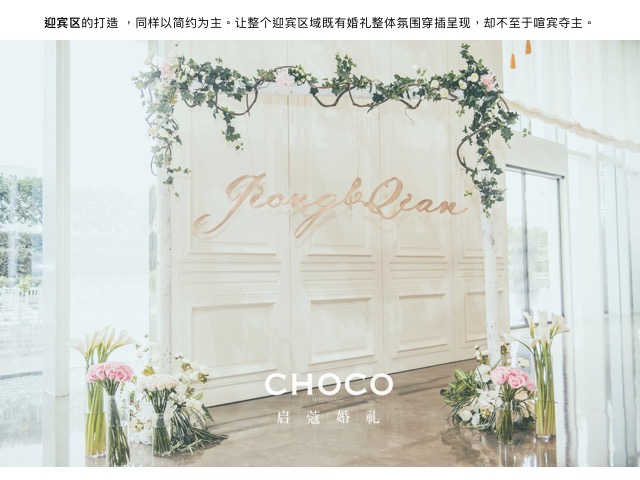 迎宾区的打造 ，同样以简约为主。让整个迎宾区域既有婚礼整体氛围穿插呈现，却不至于喧宾夺主。
Jiong&Qian
CHOCO
WEDDING
启蔻婚礼